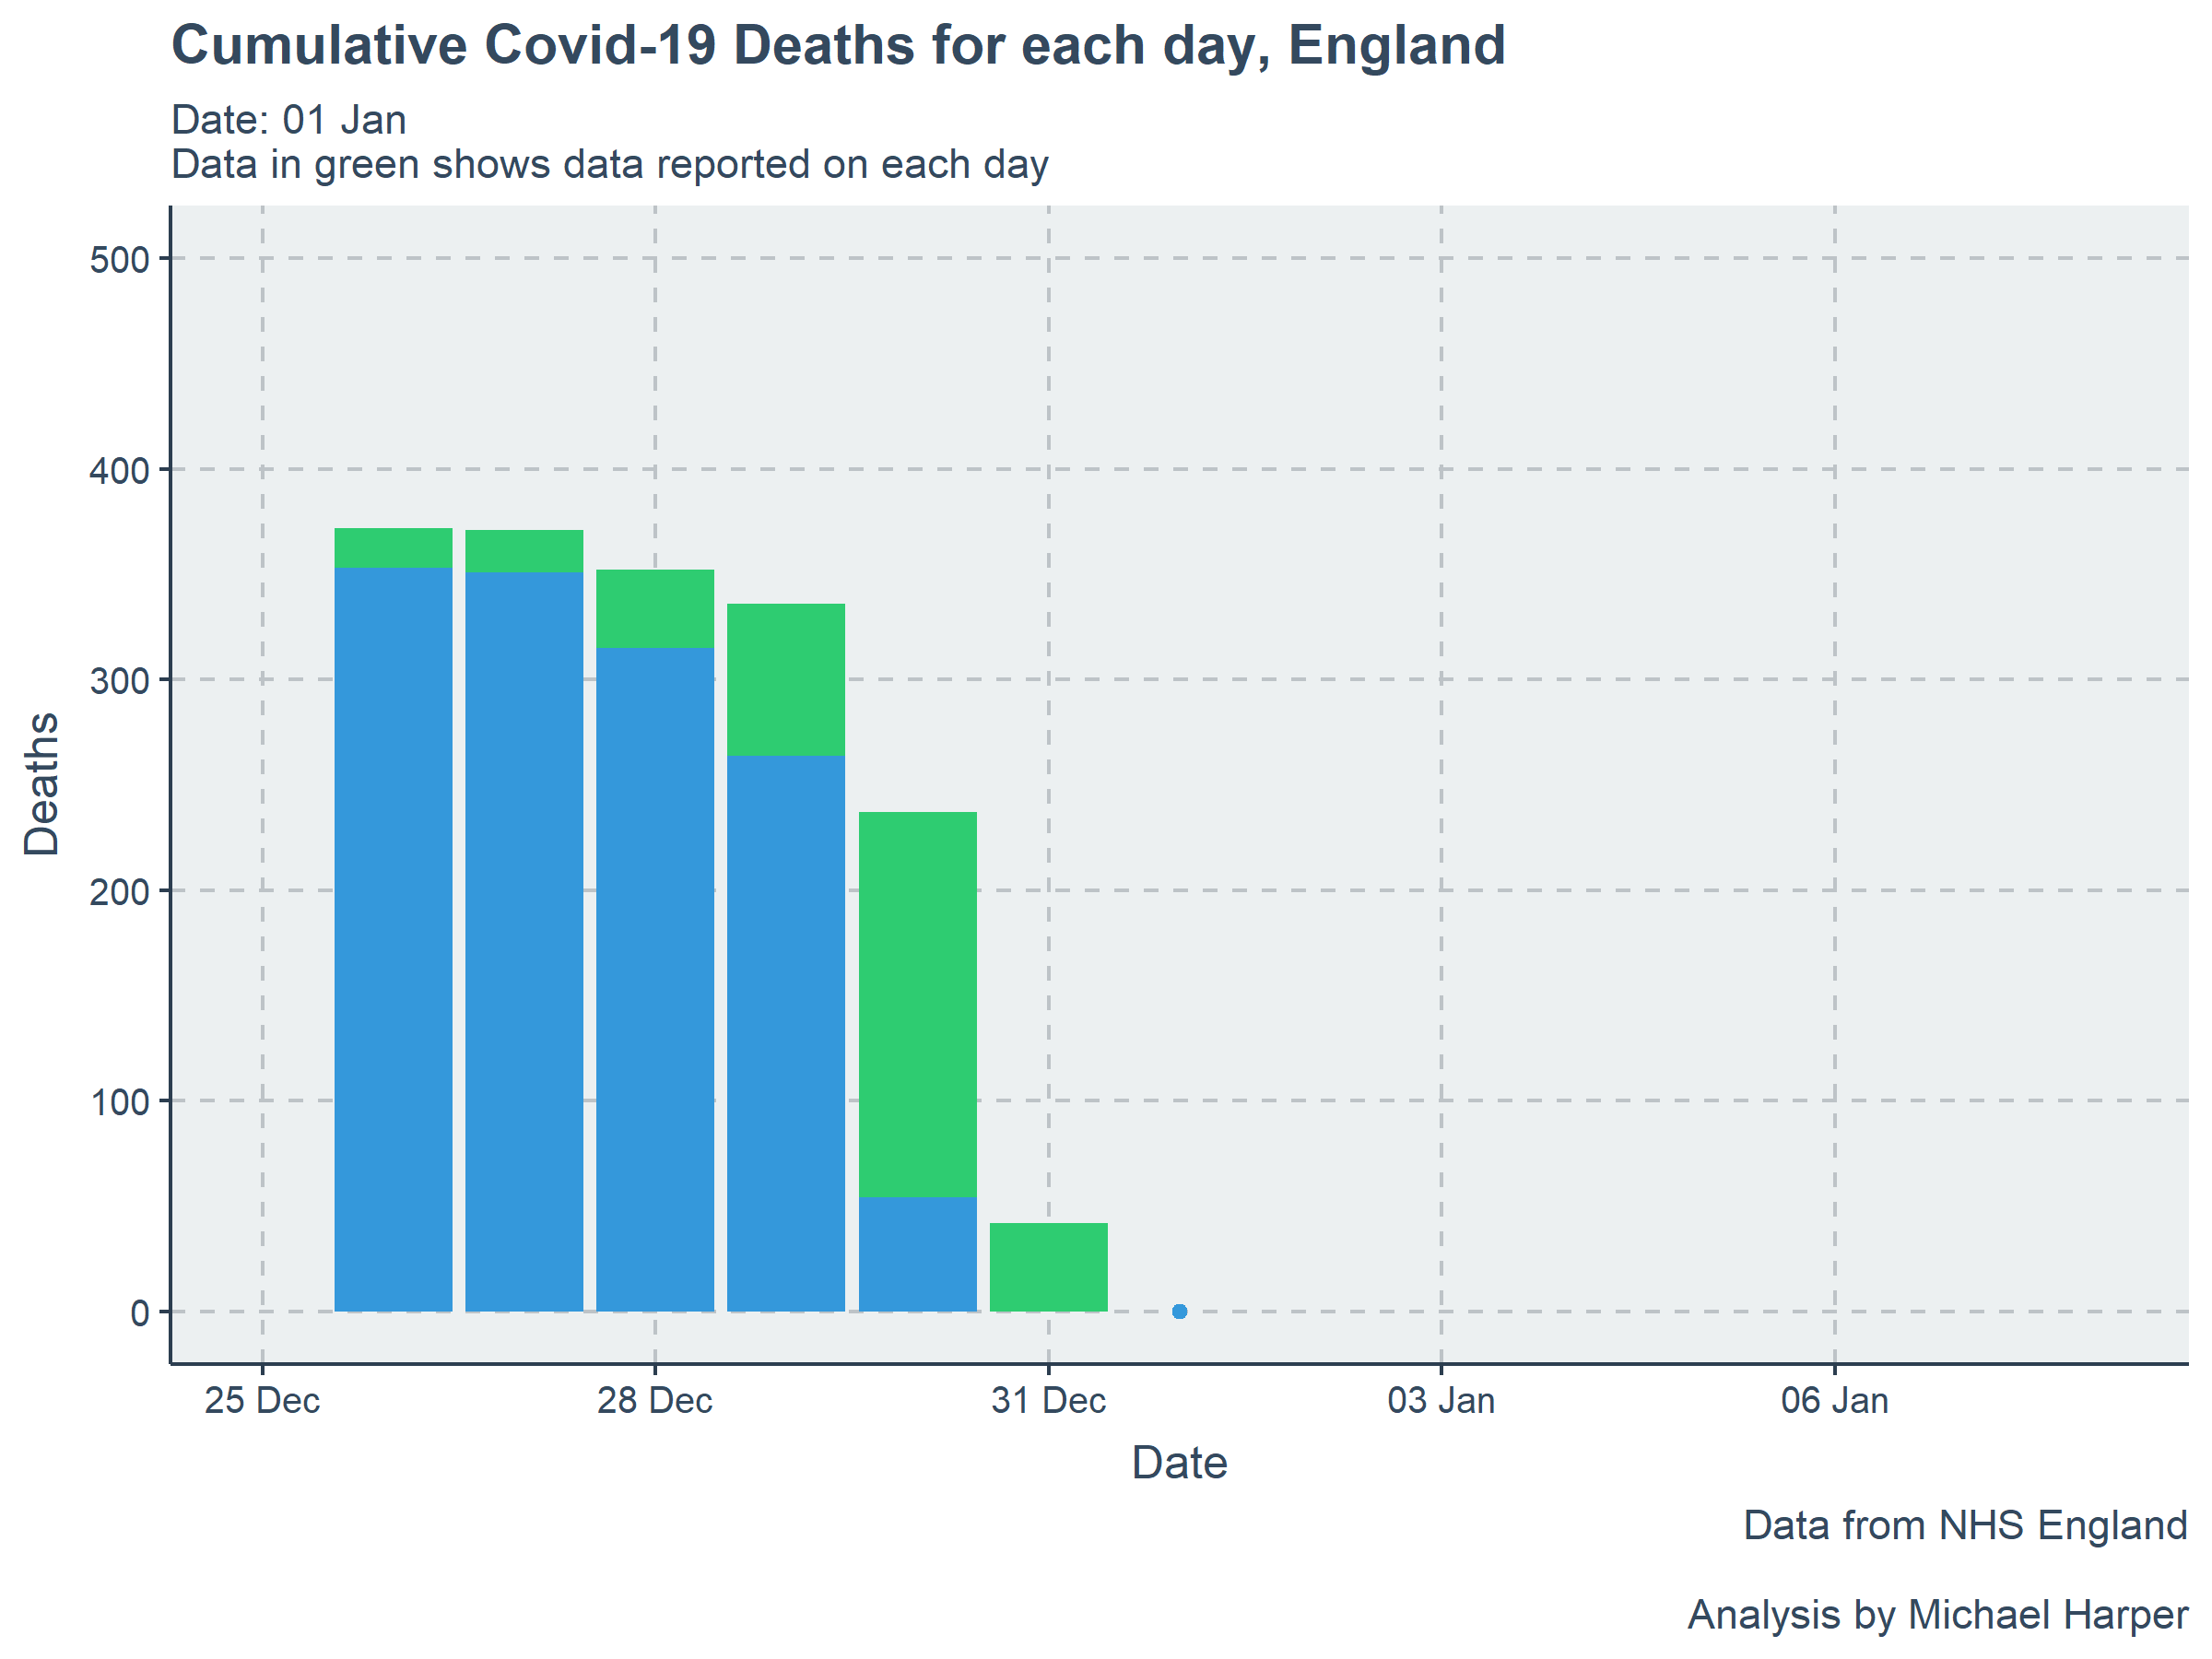 Cumulative Covid-19 Deaths for each day, England
Date: 01 Jan
Data in green shows data reported on each day
500
400
300
200
100
0
Deaths
25 Dec
28 Dec
31 Dec
03 Jan
06 Jan
Date
Data from NHS England
Analysis by Michael Harper